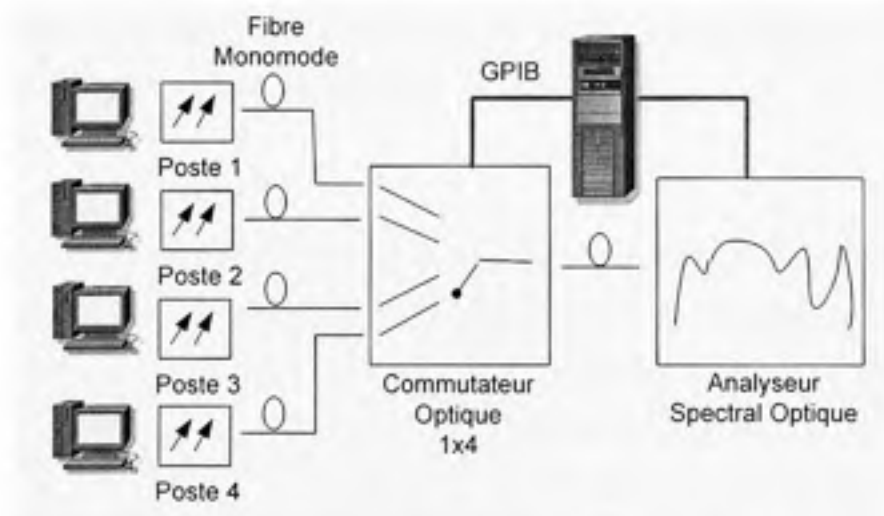 Fibre
Monomode
GPIB
Poste 1
Poste 2
Poste 3
Poste 4
Commutateur
Optique
1x4
Analyseur
Spectral Optique